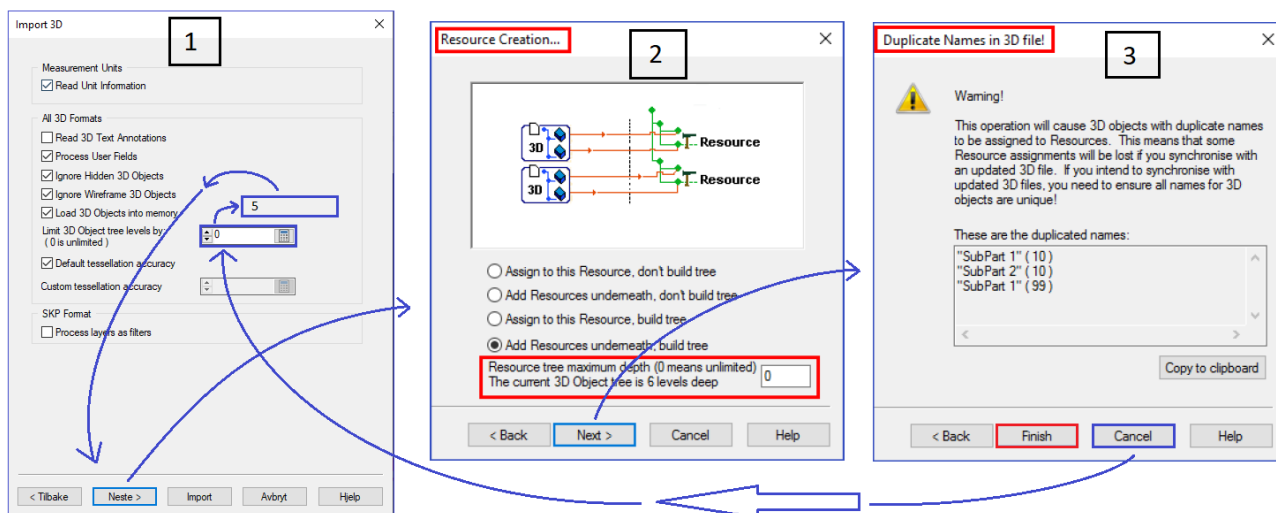 Import 3D
1
Measurement Units
Read Unit Information
All 3D Formats
Read 3D Text Annotations
Process User Fields
Ignore Hidden 3D Objects
Ignore Wireframe 3D Objects
Load 3D Objects into memory
5
Limit 3D Object tree levels by:
( 0 is unlimited )
0
Default tessellation accuracy
Custom tessellation accuracy
SKP Format
Process layers as filters
< Tilbake
Neste >
Import
Avbryt
Hjelp
Resource Creation...
2
3D
Resource
3D
Resource
Assign to this Resource, don't build tree
Add Resources underneath, don't build tree
Assign to this Resource, build tree
Add Resources underneath, build tree
Resource tree maximum depth (0 means unlimited)
The current 3D Object tree is 6 levels deep
0
< Back
Next >
Cancel
Help
Duplicate Names in 3D file!
3
Warning!
This operation will cause 3D objects with duplicate names
to be assigned to Resources. This means that some
Resource assignments will be lost if you synchronise with
an updated 3D file. If you intend to synchronise with
updated 3D files, you need to ensure all names for 3D
objects are unique!
These are the duplicated names:
"SubPart 1" ( 10 )
"SubPart 2" ( 10 )
"SubPart 1" ( 99 )
Copy to clipboard
< Back
Finish
Cancel
Help